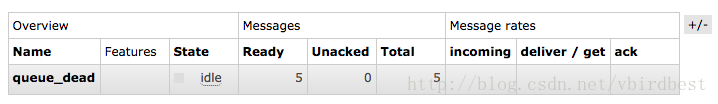 Overview Messages Message rates +/-
Name Features State Ready Unacked Total incoming deliver / get ack
queue_dead idle 5 0 5
http://blog.csdn.net/vbirdbest